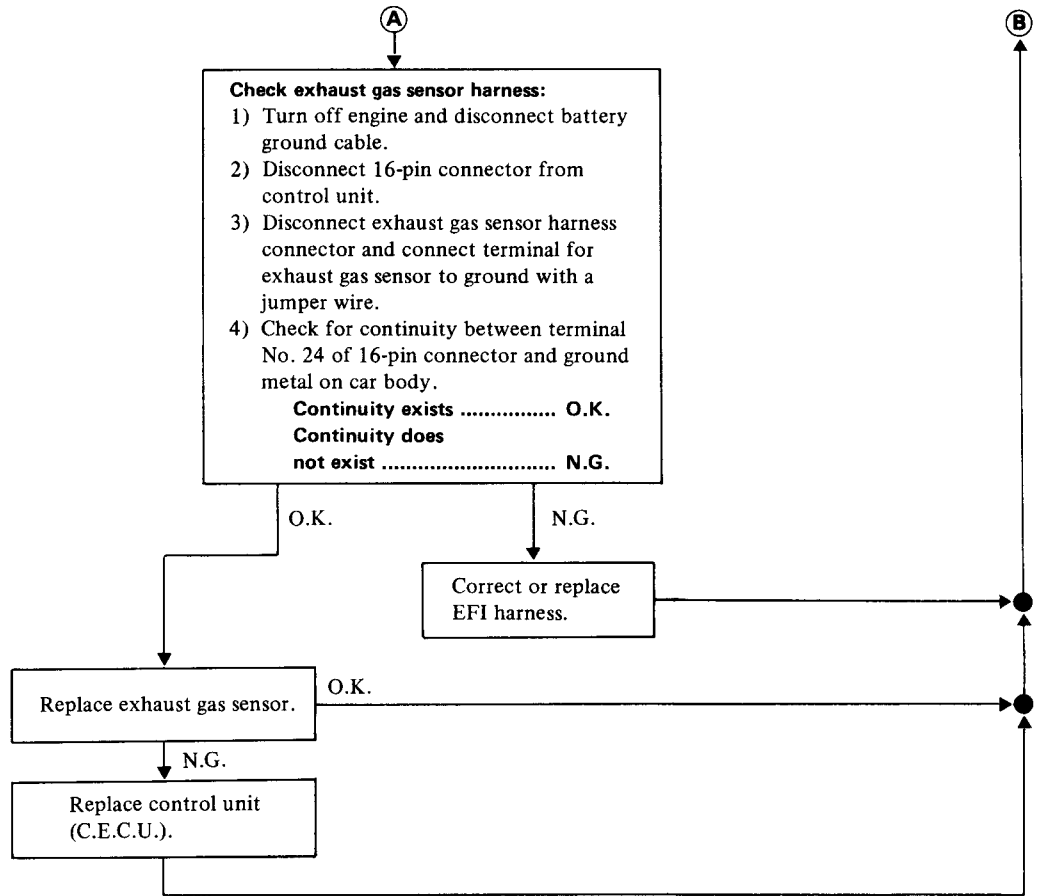 A
B
Check exhaust gas sensor harness:
1) Turn off engine and disconnect battery
ground cable.
2) Disconnect 16-pin connector from
control unit.
3) Disconnect exhaust gas sensor harness
connector and connect terminal for
exhaust gas sensor to ground with a
jumper wire.
4) Check for continuity between terminal
No. 24 of 16-pin connector and ground
metal on car body.
Continuity exists ................ O.K.
Continuity does
not exist ............................. N.G.
O.K.
N.G.
Correct or replace
EFI harness.
Replace exhaust gas sensor.
O.K.
N.G.
Replace control unit
(C.E.C.U.).